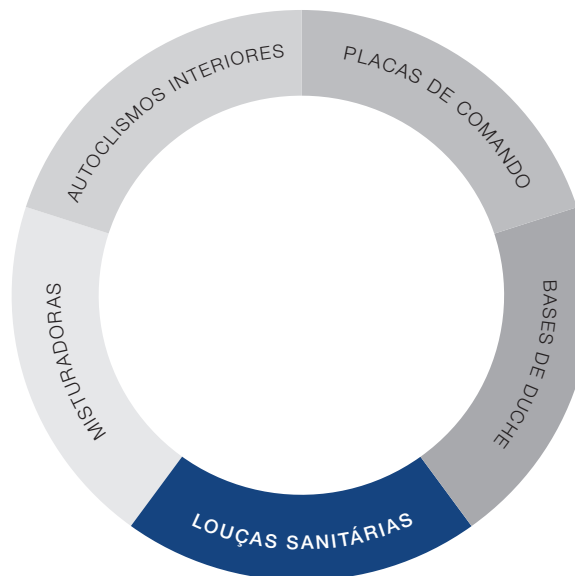 AUTOCLISMOS INTERIORES
PLACAS DE COMANDO
BASES DE DUCHE
LOUÇAS SANITÁRIAS
MISTURADORAS